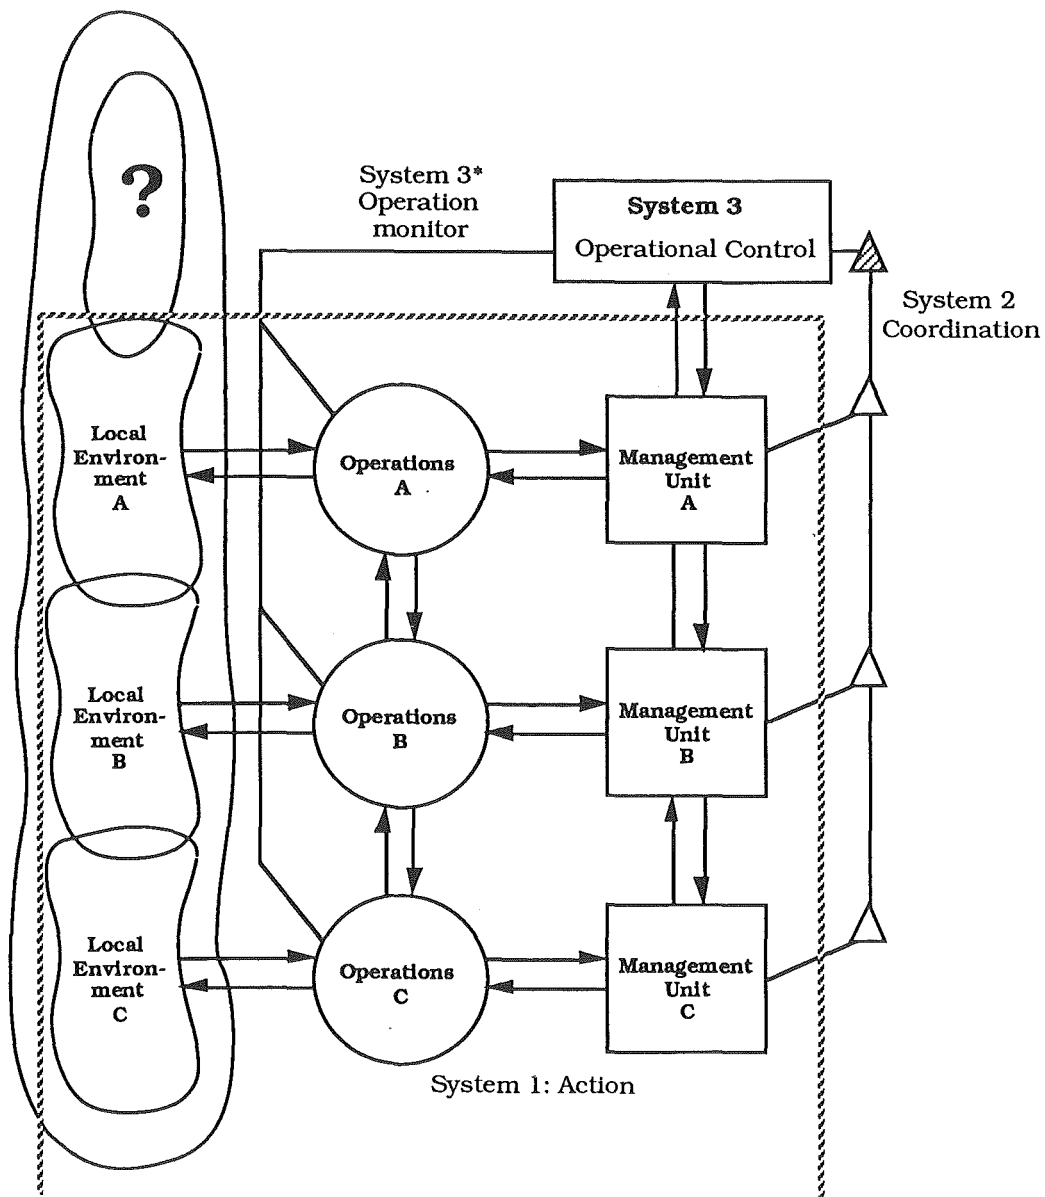 ?
System 3*
Operation
monitor
System 3
Operational Control
System 2
Coordination
Local
Environ-
ment
A
Operations
A
Management
Unit
A
Local
Environ-
ment
B
Operations
B
Management
Unit
B
Local
Environ-
ment
C
Operations
C
Management
Unit
C
System 1: Action